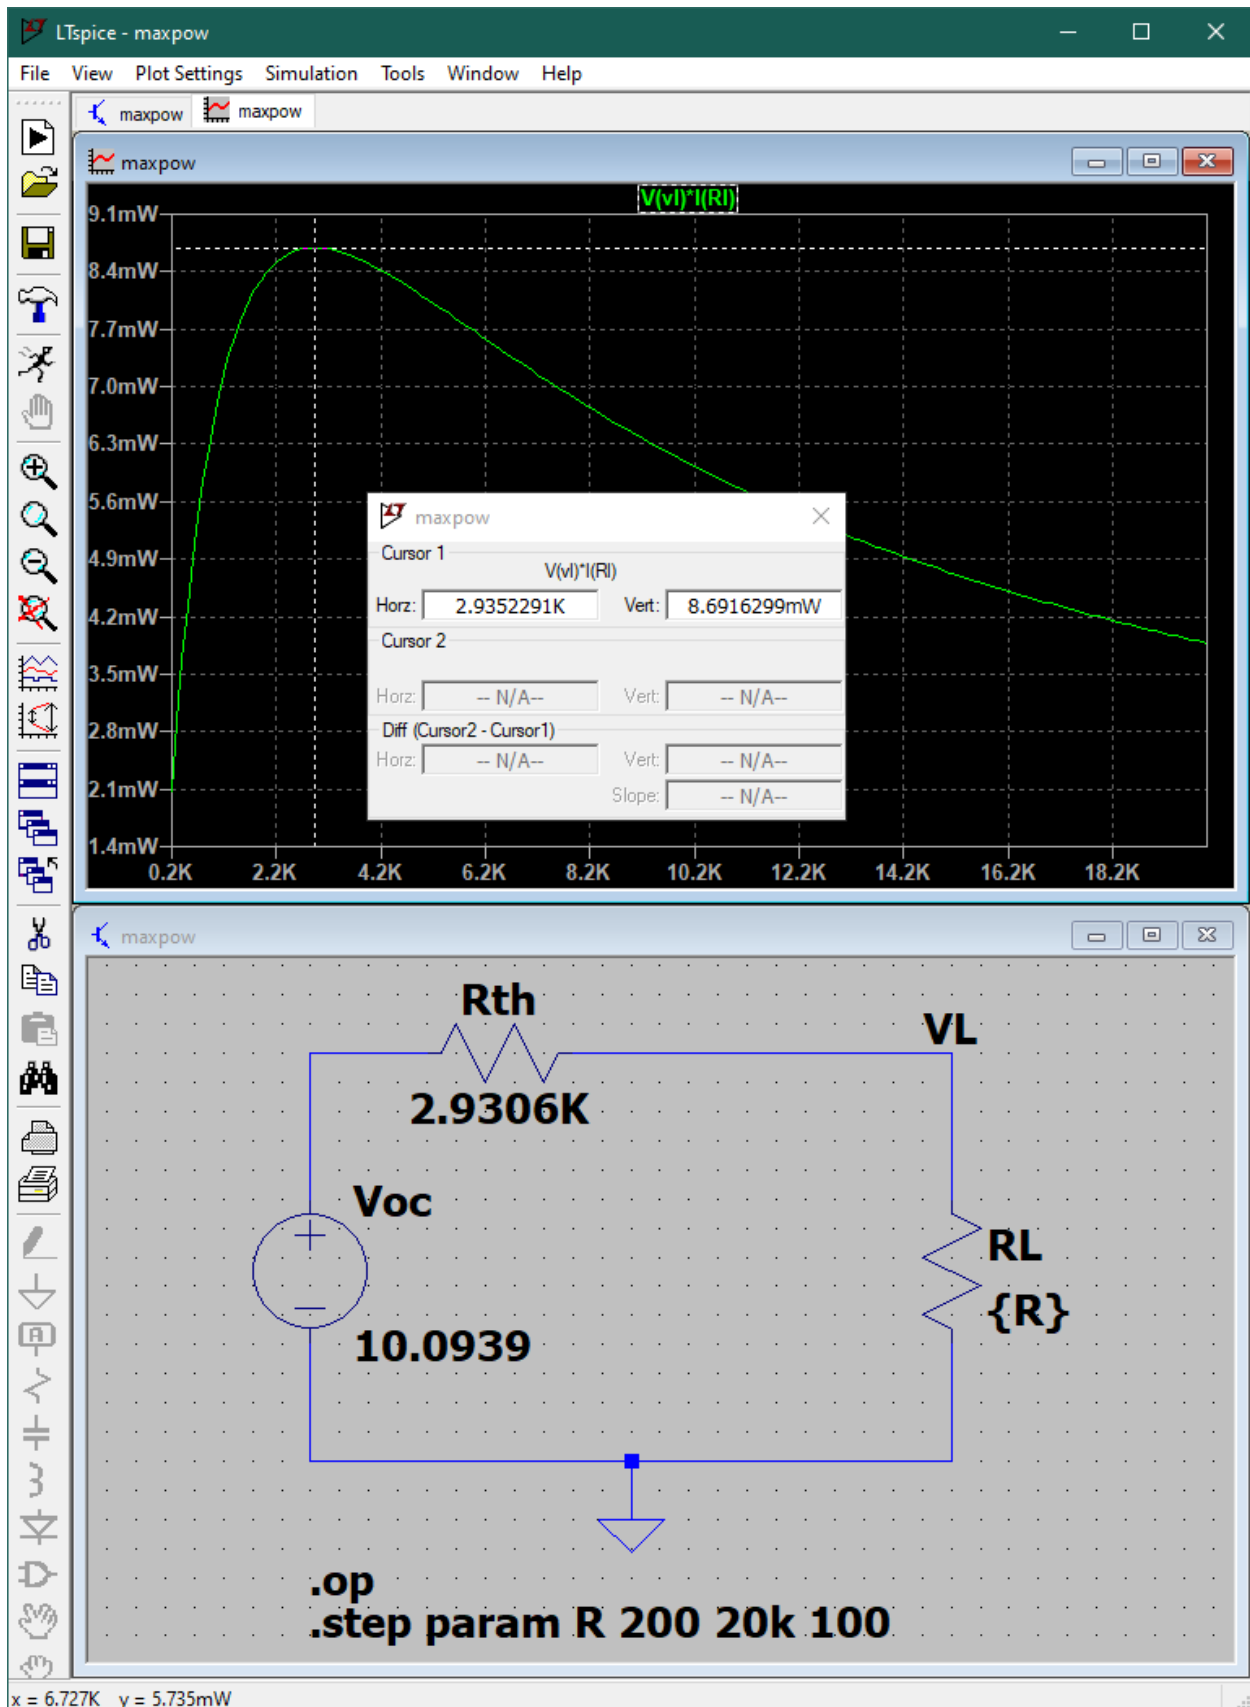 LTspice - maxpow
File View Plot Settings Simulation Tools Window Help
maxpow maxpow
maxpow
V(vl)*I(Rl)
9.1mW
8.4mW
7.7mW
7.0mW
6.3mW
5.6mW
4.9mW
4.2mW
3.5mW
2.8mW
2.1mW
1.4mW
0.2K 2.2K 4.2K 6.2K 8.2K 10.2K 12.2K 14.2K 16.2K 18.2K
maxpow
Cursor 1
V(vl)*I(Rl)
Horz: 2.9352291K Vert: 8.6916299mW
Cursor 2
Horz: -- N/A-- Vert: -- N/A--
Diff (Cursor2 - Cursor1)
Horz: -- N/A-- Vert: -- N/A--
Slope: -- N/A--
maxpow
Rth
VL
2.9306K
Voc
RL
{R}
10.0939
.op
.step param R 200 20k 100
x = 6.727K y = 5.735mW